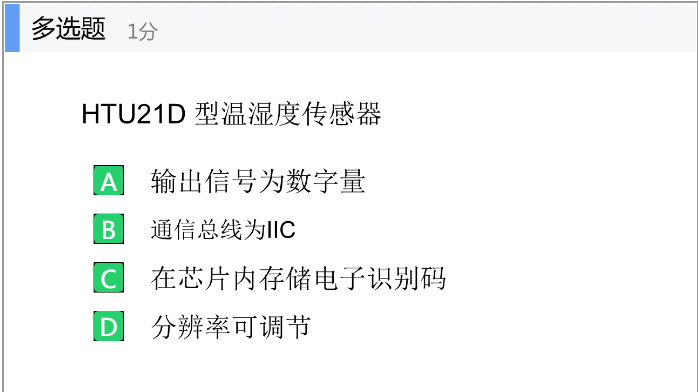 多选题 1分
HTU21D 型温湿度传感器
A 输出信号为数字量
B 通信总线为IIC
C 在芯片内存储电子识别码
D 分辨率可调节